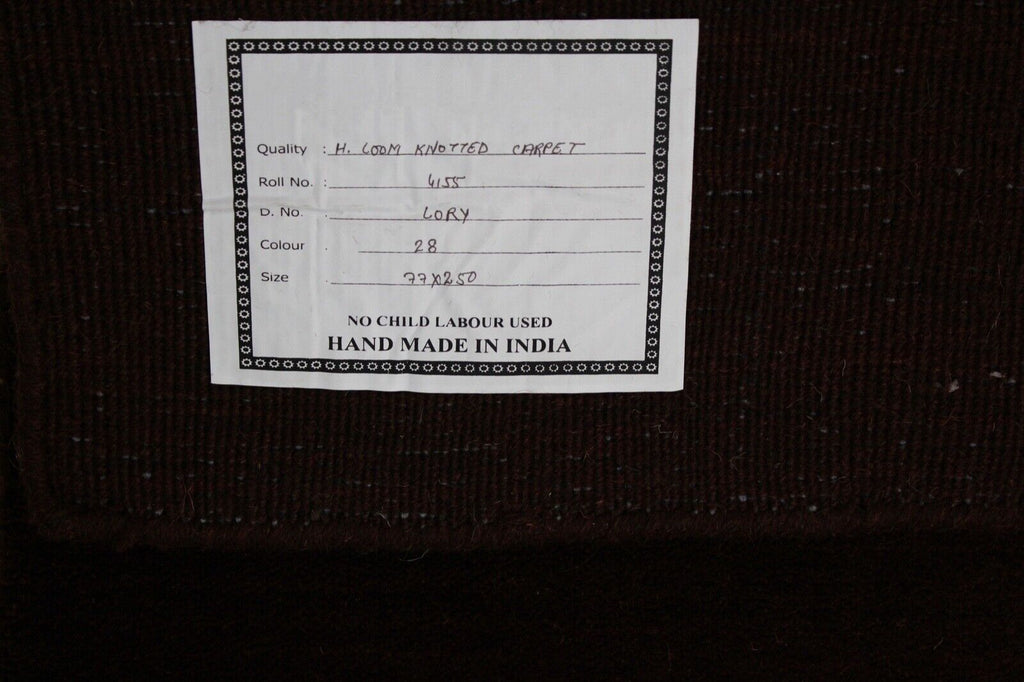 Quality : H. LOOM KNOTTED CARPET
Roll No. : 4155
D. No. : LORY
Colour . 28
Size . 77X250
NO CHILD LABOUR USED
HAND MADE IN INDIA